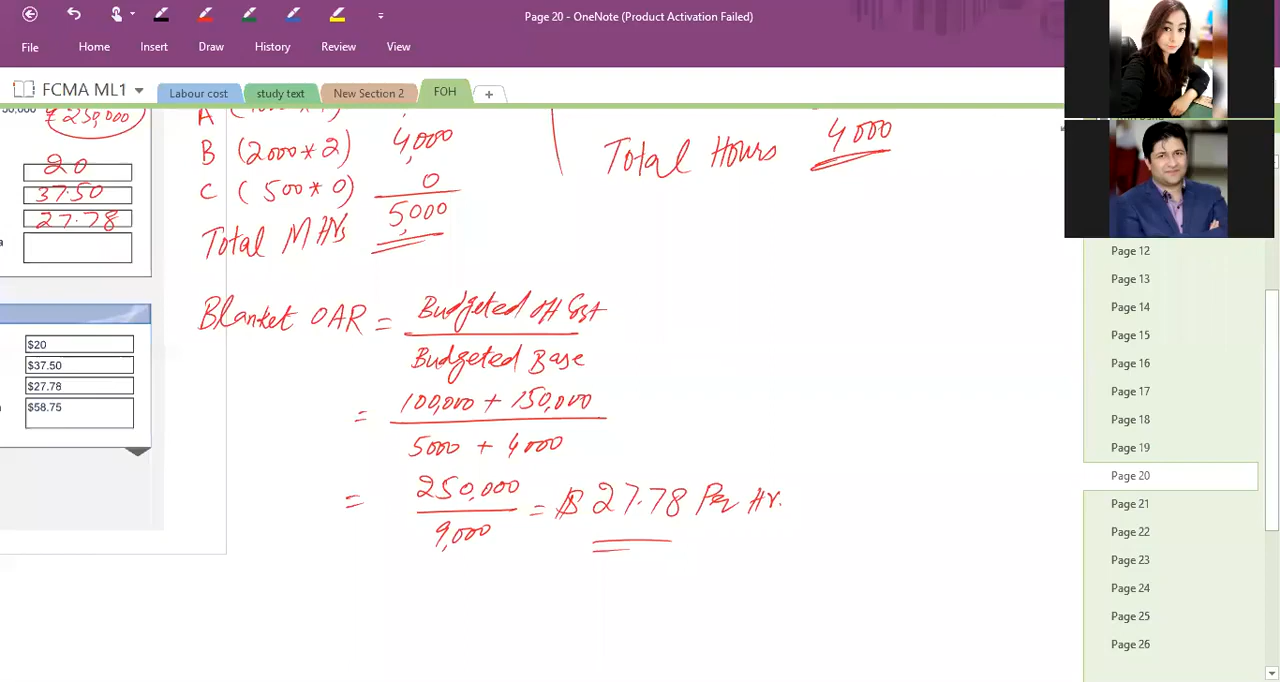 Page 20 - OneNote (Product Activation Failed)
File Home Insert Draw History Review View
FCMA ML1 Labour cost study text New Section 2 FOH
250,000
20
37.50
27.78
$20
$37.50
$27.78
$58.75
A
B (2000*2) 4,000
C (500*0) 0
5,000
Total MHrs
Total Hours 4000
Blanket OAR = Budgeted OH Cost
Budgeted Base
= 100,000 + 150,000
5000 + 4000
= 250,000 = $ 27.78 Per Hr.
9,000
Page 12
Page 13
Page 14
Page 15
Page 16
Page 17
Page 18
Page 19
Page 20
Page 21
Page 22
Page 23
Page 24
Page 25
Page 26